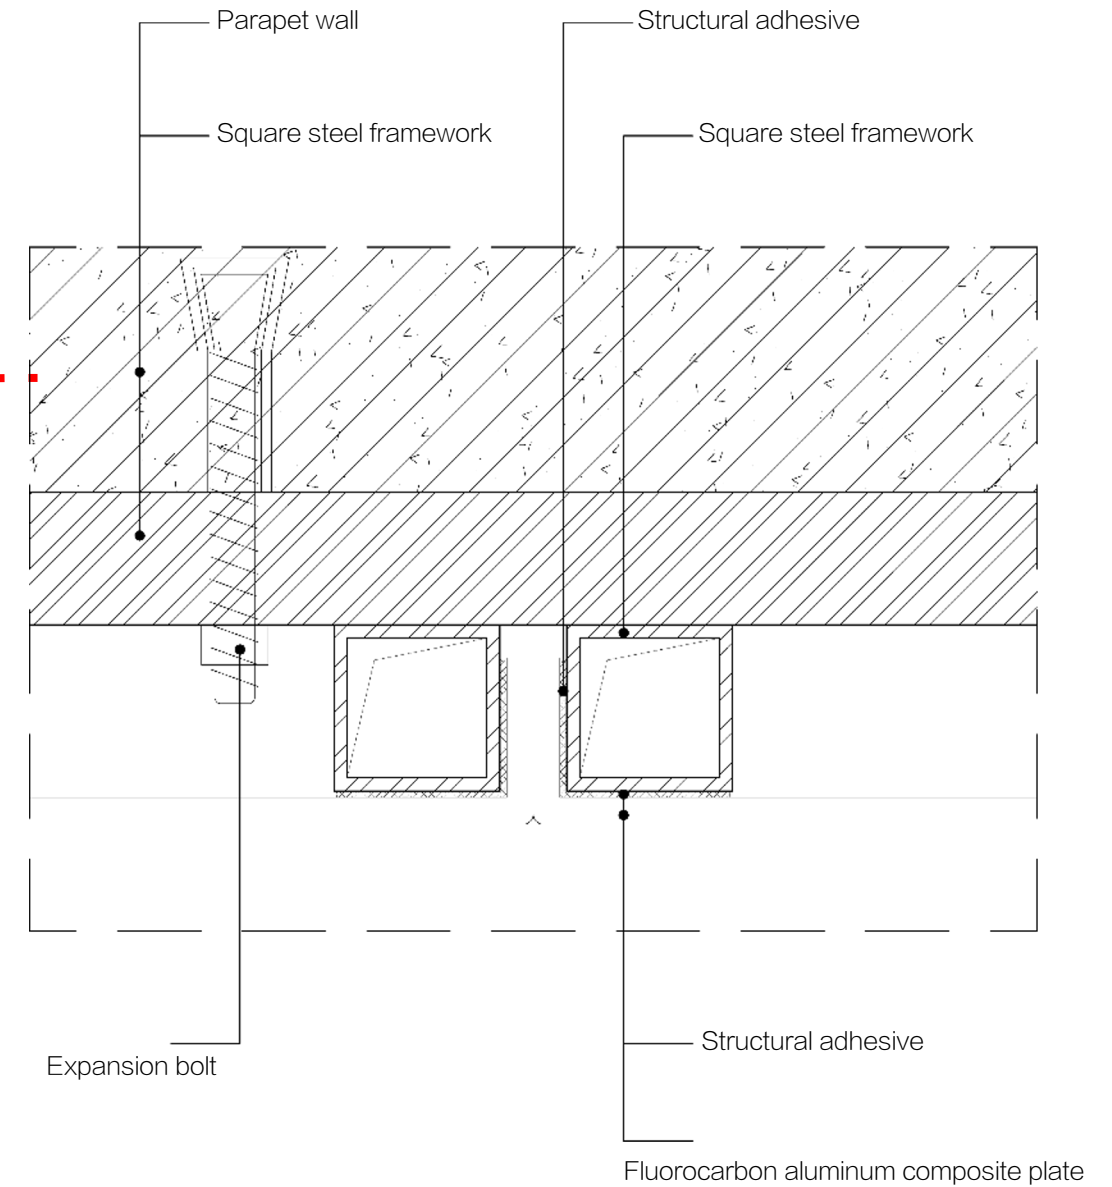 Parapet wall
Structural adhesive
Square steel framework
Square steel framework
Expansion bolt
Structural adhesive
Fluorocarbon aluminum composite plate